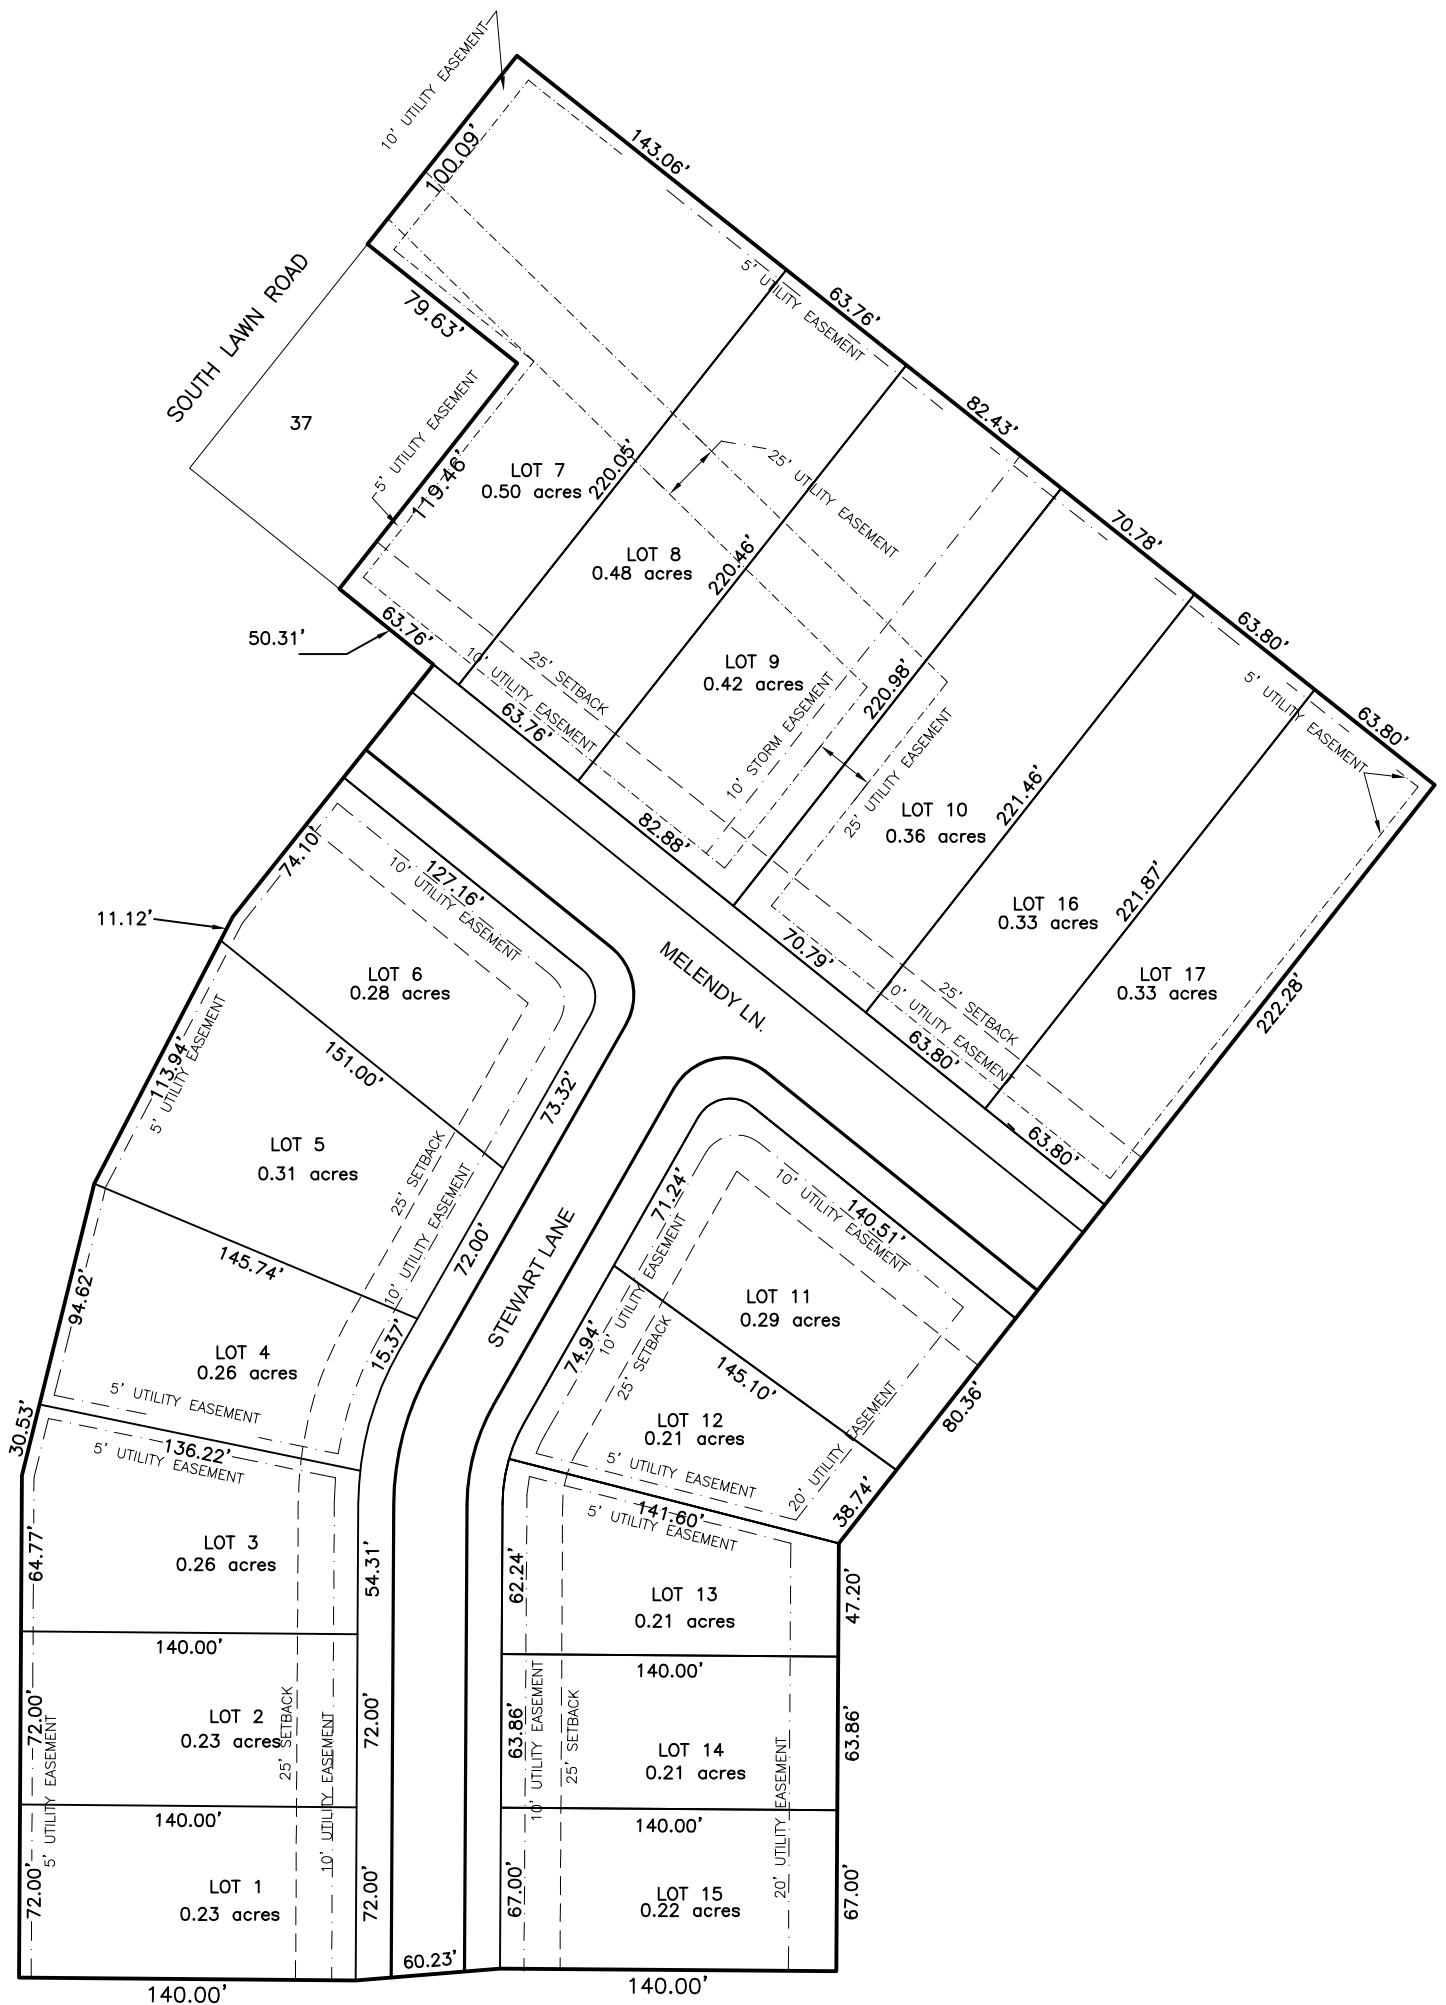 10' UTILITY EASEMENT
100.09'
143.06'
SOUTH LAWN ROAD
79.63'
37
5' UTILITY EASEMENT
119.46'
5' UTILITY EASEMENT
63.76'
82.43'
70.78'
63.80'
63.80'
5' UTILITY EASEMENT
LOT 7
0.50 acres
220.05'
25' UTILITY EASEMENT
LOT 8
0.48 acres
220.46'
50.31'
63.76'
10' UTILITY EASEMENT
25' SETBACK
63.76'
LOT 9
0.42 acres
10' STORM EASEMENT
220.98'
25' UTILITY EASEMENT
82.88'
LOT 10
0.36 acres
221.46'
70.79'
LOT 16
0.33 acres
221.87'
LOT 17
0.33 acres
222.28'
0' UTILITY EASEMENT
25' SETBACK
63.80'
63.80'
MELENDY LN.
74.10'
127.16'
10' UTILITY EASEMENT
11.12'
LOT 6
0.28 acres
113.94'
5' UTILITY EASEMENT
151.00'
73.32'
LOT 5
0.31 acres
25' SETBACK
10' UTILITY EASEMENT
72.00'
STEWART LANE
145.74'
94.62'
LOT 4
0.26 acres
15.37'
5' UTILITY EASEMENT
30.53'
136.22'
5' UTILITY EASEMENT
LOT 3
0.26 acres
64.77'
54.31'
140.00'
LOT 2
0.23 acres
72.00'
5' UTILITY EASEMENT
25' SETBACK
10' UTILITY EASEMENT
72.00'
140.00'
LOT 1
0.23 acres
72.00'
72.00'
140.00'
60.23'
71.24'
10' UTILITY EASEMENT
140.51'
10' UTILITY EASEMENT
LOT 11
0.29 acres
25' SETBACK
74.94'
145.10'
80.36'
LOT 12
0.21 acres
20' UTILITY EASEMENT
5' UTILITY EASEMENT
38.74'
141.60'
5' UTILITY EASEMENT
62.24'
LOT 13
0.21 acres
47.20'
140.00'
63.86'
10' UTILITY EASEMENT
25' SETBACK
LOT 14
0.21 acres
20' UTILITY EASEMENT
63.86'
140.00'
67.00'
LOT 15
0.22 acres
67.00'
140.00'